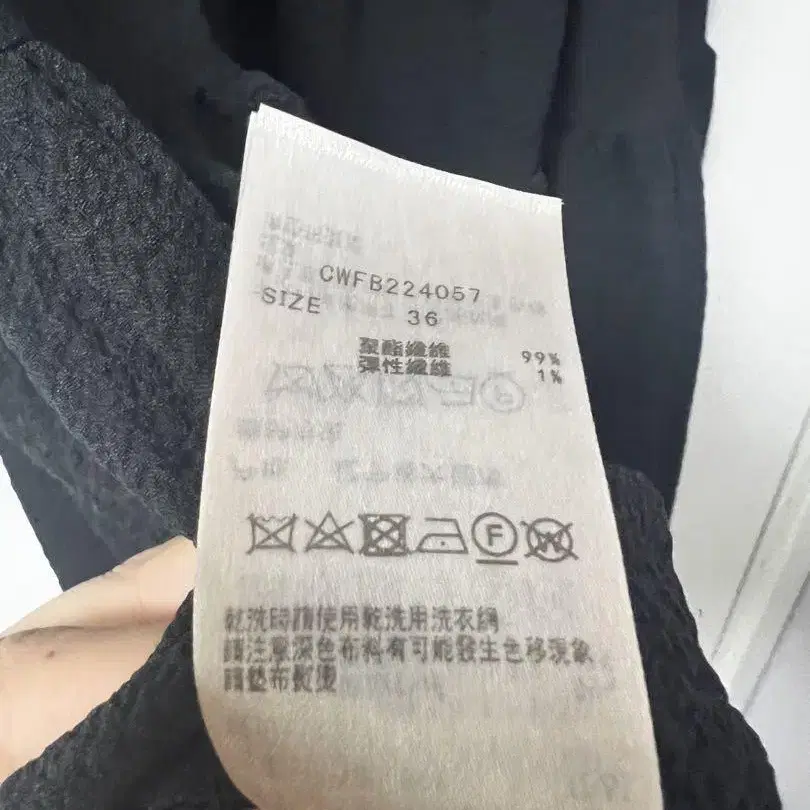 CWFB224057
SIZE 36
聚酯纖維 99%
彈性纖維 1%
F
W
乾洗時請使用乾洗用洗衣網
請注意深色布料有可能發生色移現象
請墊布熨燙